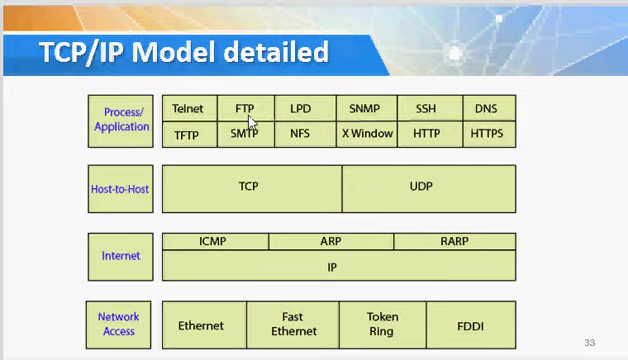 TCP/IP Model detailed
Process/
Application
Telnet FTP LPD SNMP SSH DNS
TFTP SMTP NFS X Window HTTP HTTPS
Host-to-Host
TCP UDP
Internet
ICMP ARP RARP
IP
Network
Access
Ethernet
Fast
Ethernet
Token
Ring
FDDI
33